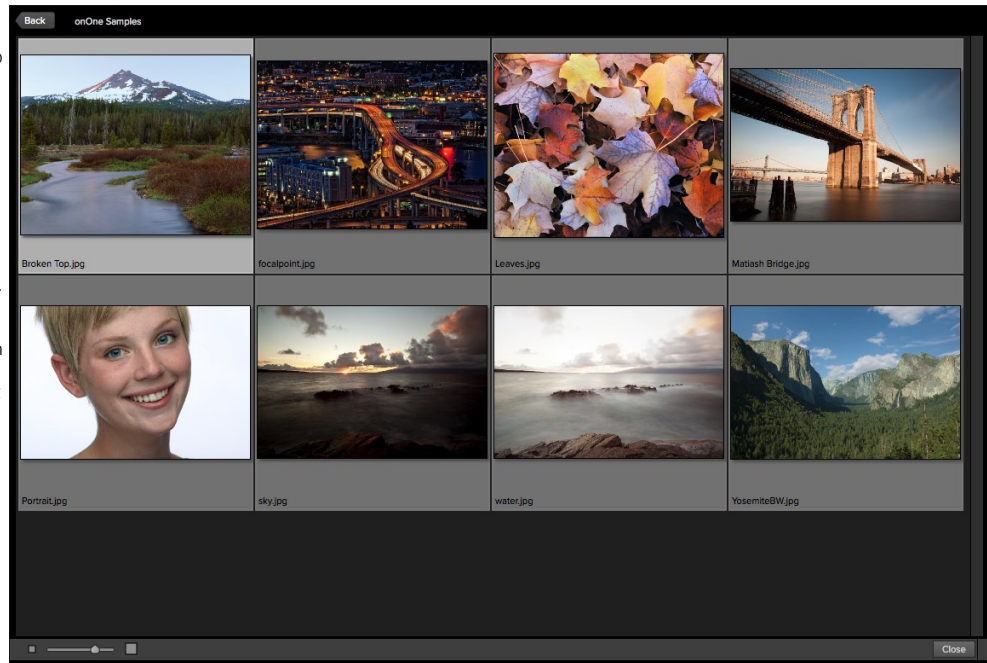 Back onOne Samples
Broken Top.jpg focalpoint.jpg Leaves.jpg Matiash Bridge.jpg
Portrait.jpg sky.jpg water.jpg YosemiteBW.jpg
Close